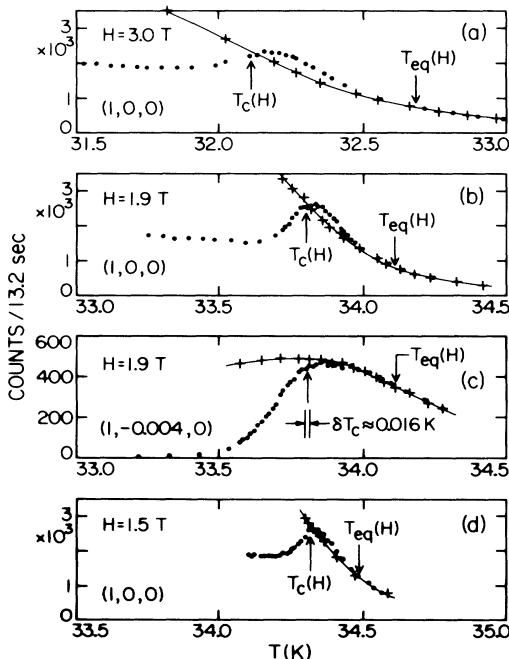 COUNTS / 13.2 sec
×10³
3
2
1
0
H = 3.0 T
(a)
T_eq(H)
T_c(H)
(1,0,0)
31.5 32.0 32.5 33.0
×10³
3
2
1
0
H = 1.9 T
(b)
T_eq(H)
T_c(H)
(1,0,0)
33.0 33.5 34.0 34.5
600
400
200
0
H = 1.9 T
(c)
T_eq(H)
(1,-0.004,0)
δT_c ≈ 0.016 K
33.0 33.5 34.0 34.5
×10³
3
2
1
0
H = 1.5 T
(d)
T_eq(H)
T_c(H)
(1,0,0)
33.5 34.0 34.5 35.0
T(K)